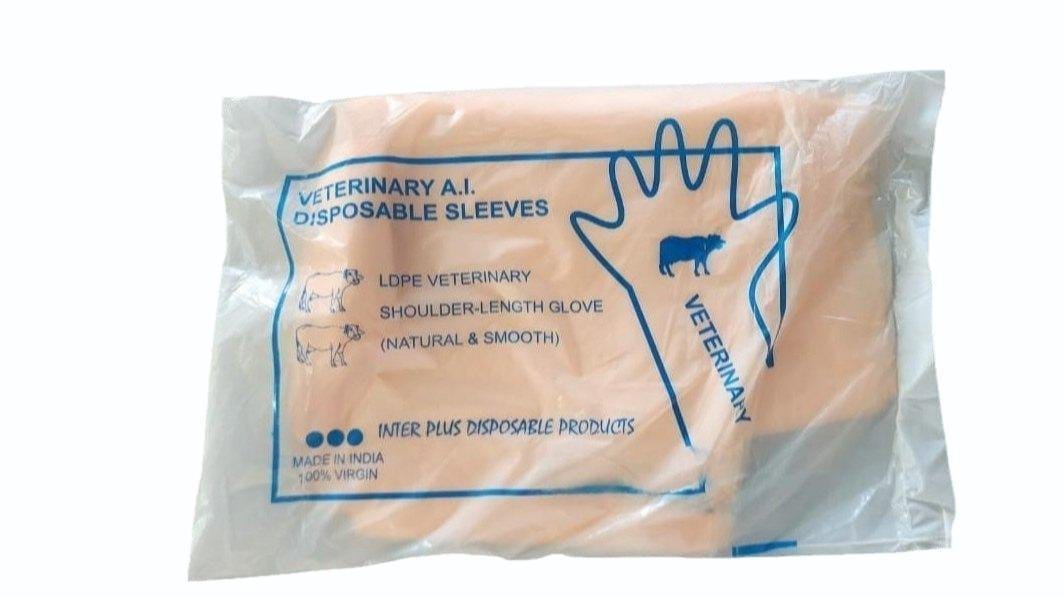 VETERINARY A.I.
DISPOSABLE SLEEVES
LDPE VETERINARY
SHOULDER-LENGTH GLOVE
(NATURAL & SMOOTH)
VETERINARY
INTER PLUS DISPOSABLE PRODUCTS
MADE IN INDIA
100% VIRGIN